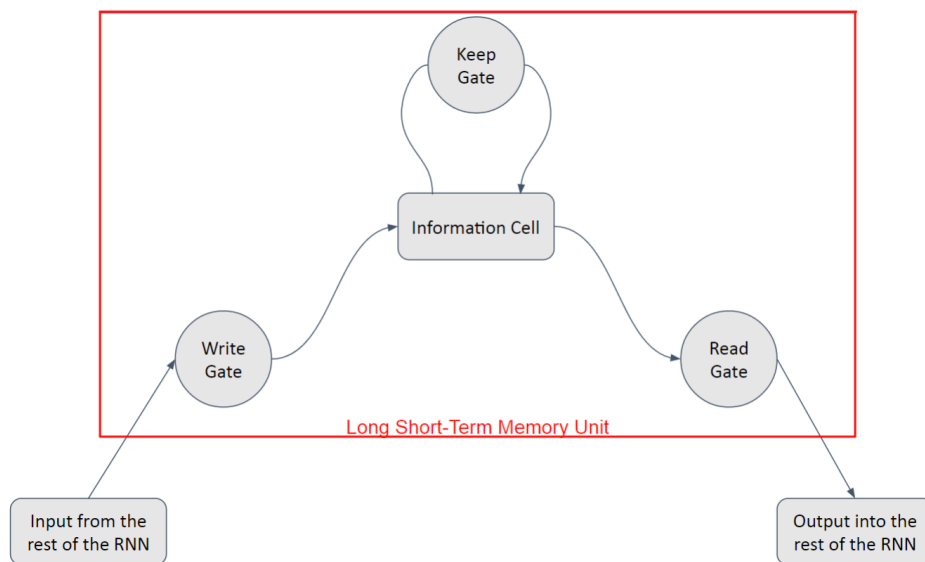 Keep
Gate
Information Cell
Write
Gate
Read
Gate
Long Short-Term Memory Unit
Input from the
rest of the RNN
Output into the
rest of the RNN